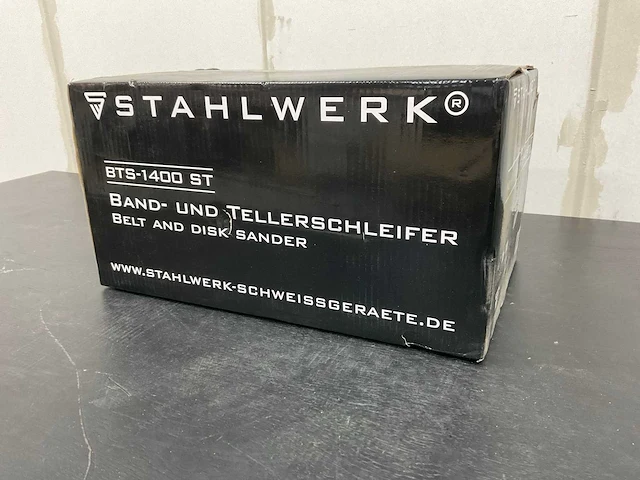 STAHLWERK®
BTS-1400 ST
BAND- UND TELLERSCHLEIFER
BELT AND DISK SANDER
WWW.STAHLWERK-SCHWEISSGERAETE.DE